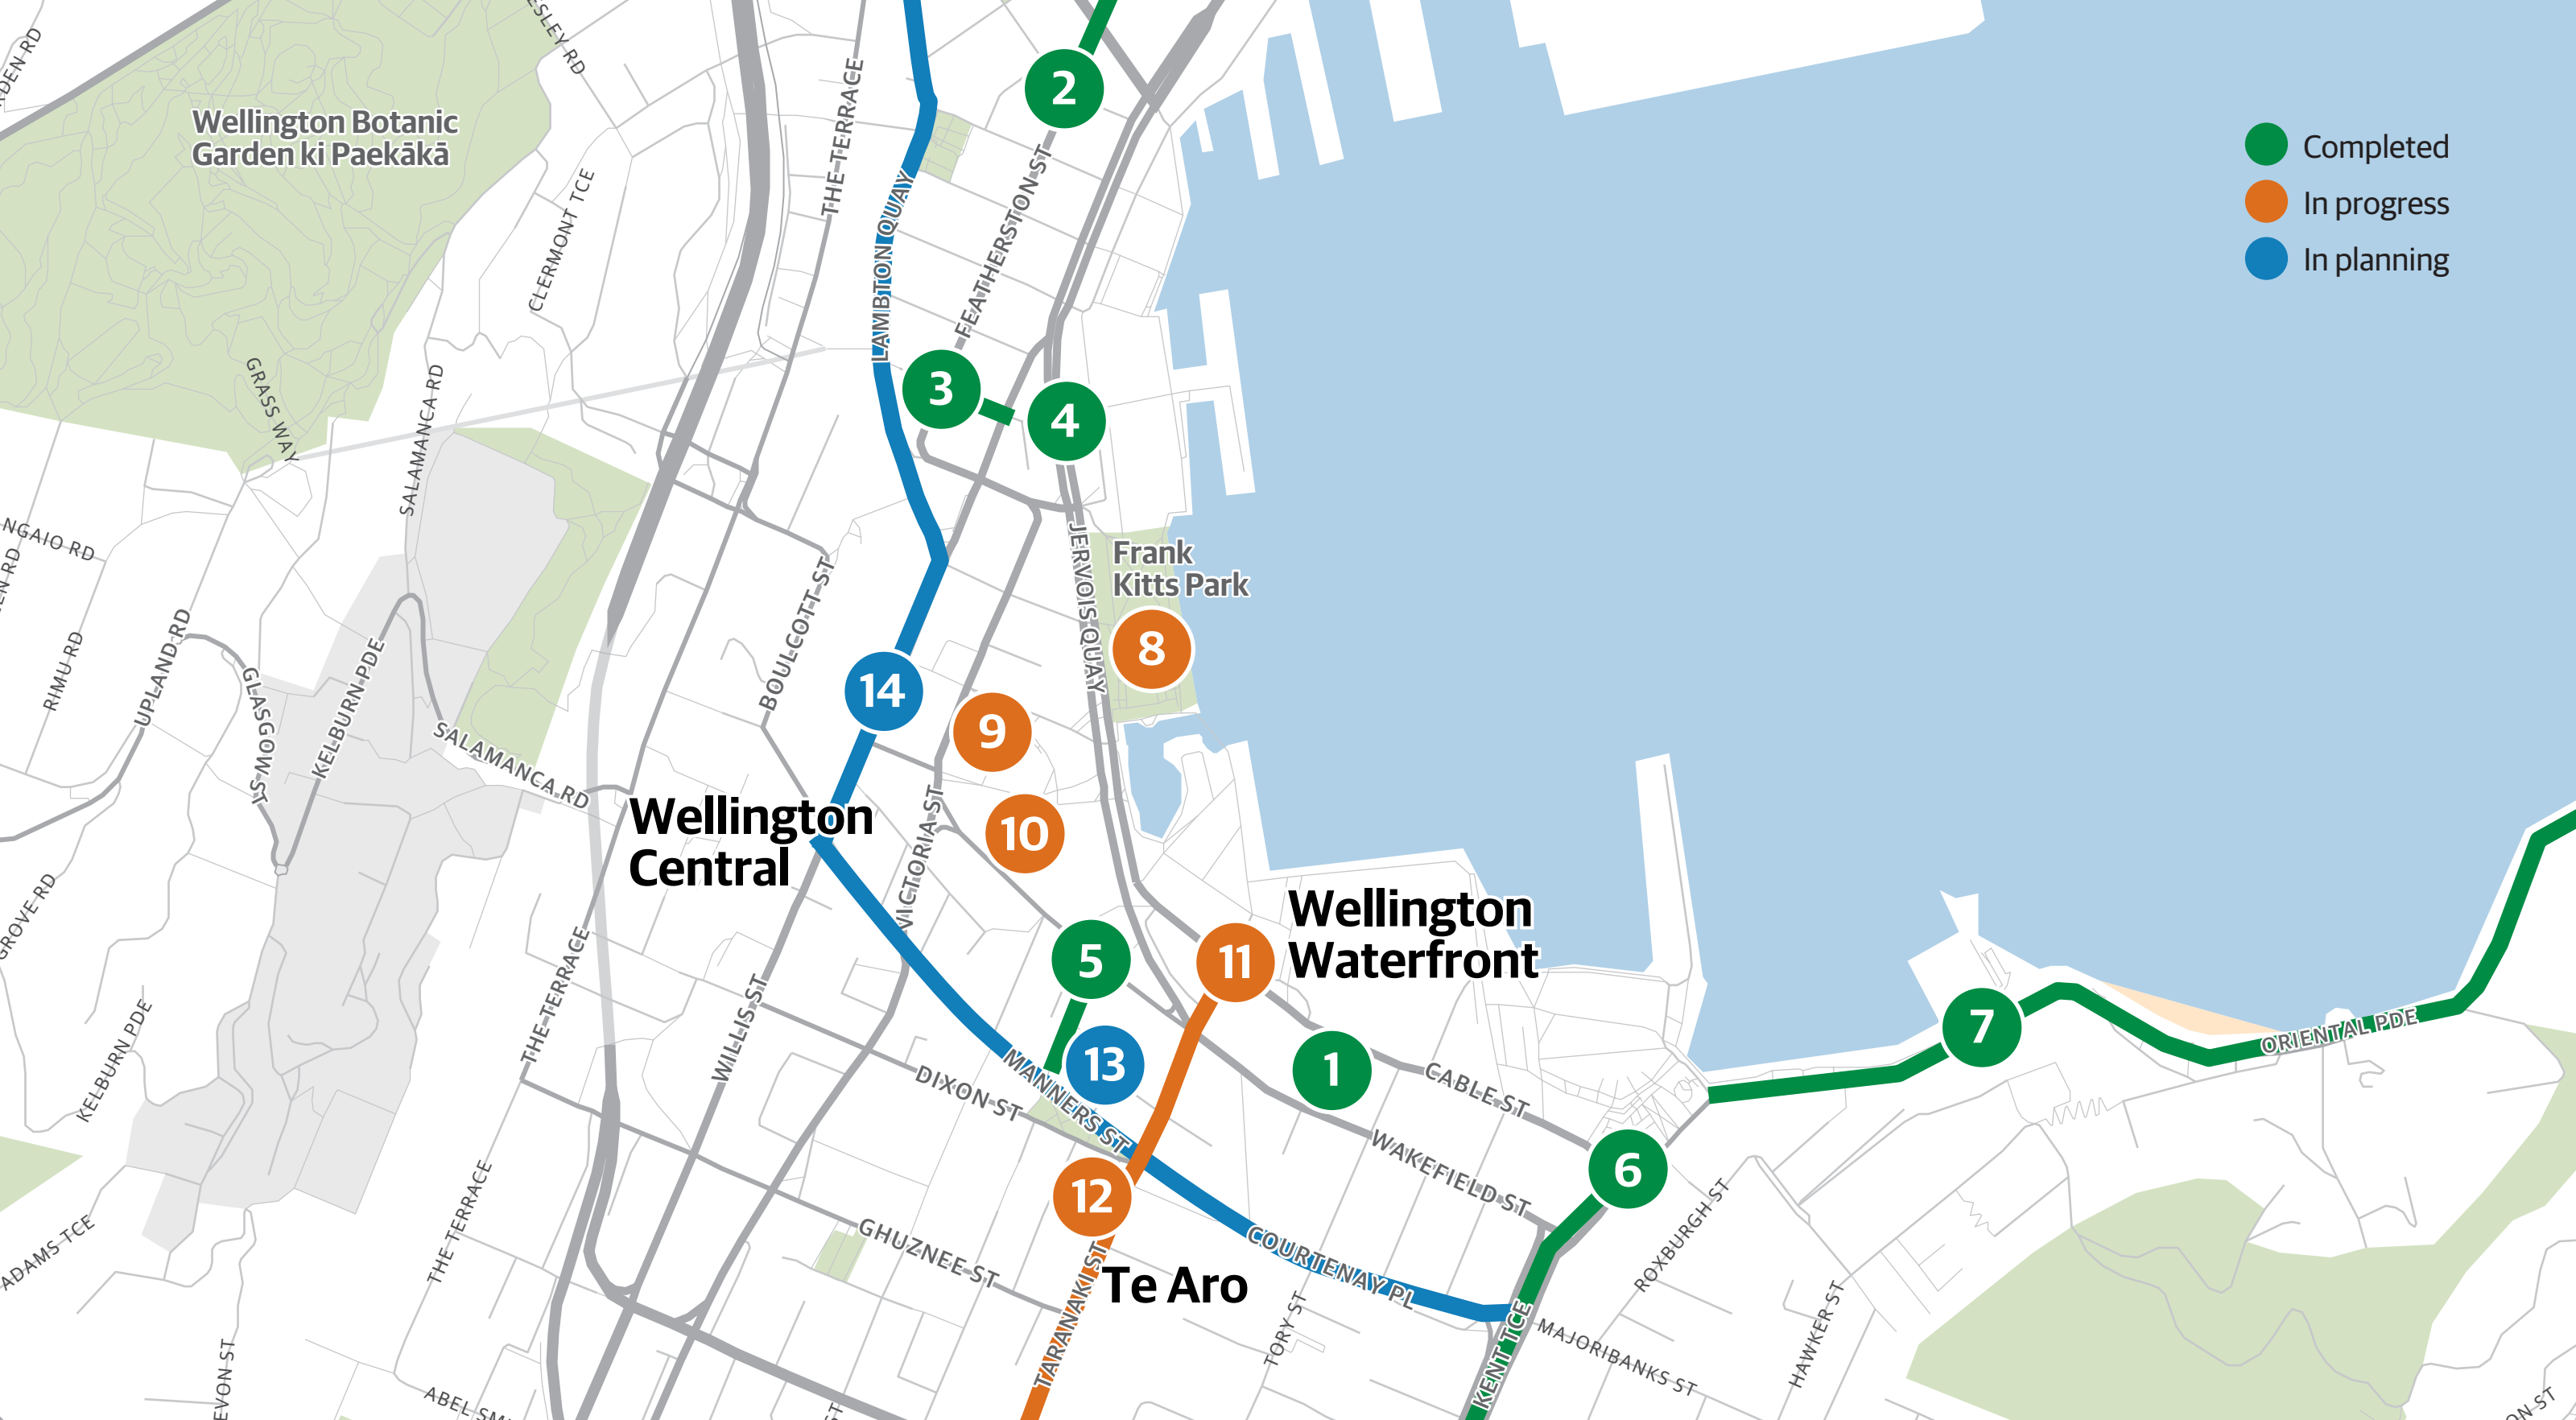 Wellington Botanic
Garden ki Paekākā
Completed
In progress
In planning
THE TERRACE
CLERMONT TCE
LAMBTON QUAY
FEATHERSTON ST
2
3
4
GRASS WAY
SALAMANCA RD
NGAIO RD
JERVOIS QUAY
Frank
Kitts Park
8
BOULCOTT ST
14
9
10
RIMU RD
UPLAND RD
GLASGOW ST
KELBURN PDE
SALAMANCA RD
Wellington
Central
VICTORIA ST
Wellington
Waterfront
11
5
13
1
7
6
12
THE TERRACE
WILLIS ST
KELBURN PDE
DIXON ST
MANNERS ST
CABLE ST
WAKEFIELD ST
ORIENTAL PDE
ADAMS TCE
THE TERRACE
GHUZNEE ST
TARANAKI ST
Te Aro
COURTENAY PL
TORY ST
ROXBURGH ST
KENT TCE
MAJORIBANKS ST
HAWKER ST